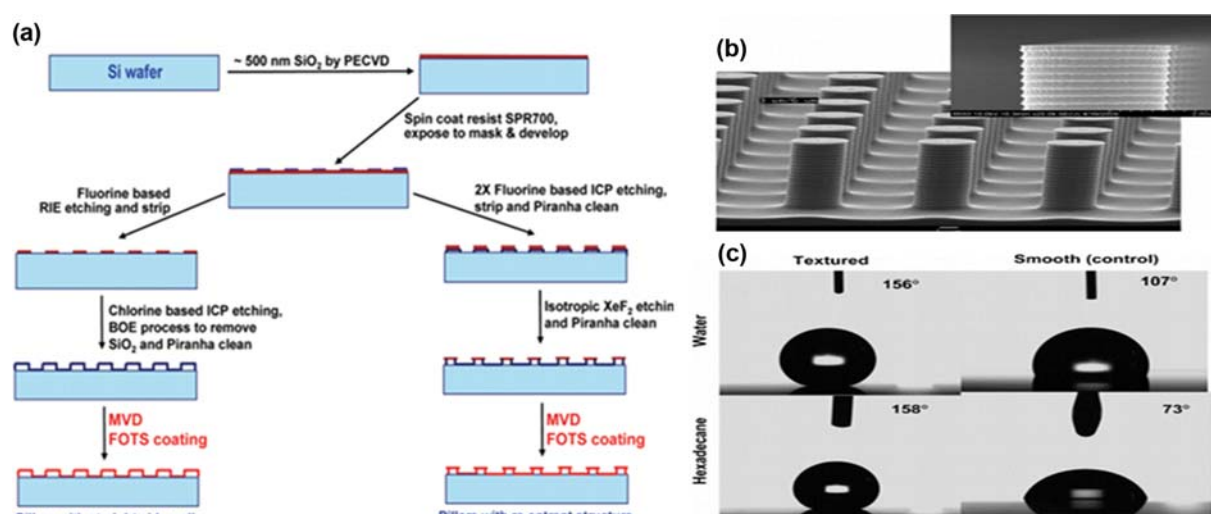 (a)
Si wafer
~ 500 nm SiO₂ by PECVD
Spin coat resist SPR700,
expose to mask & develop
Fluorine based
RIE etching and strip
2X Fluorine based ICP etching,
strip and Piranha clean
Chlorine based ICP etching,
BOE process to remove
SiO₂ and Piranha clean
Isotropic XeF₂ etchin
and Piranha clean
MVD
FOTS coating
MVD
FOTS coating
(b)
(c)
Textured
Smooth (control)
Water
156°
107°
Hexadecane
158°
73°